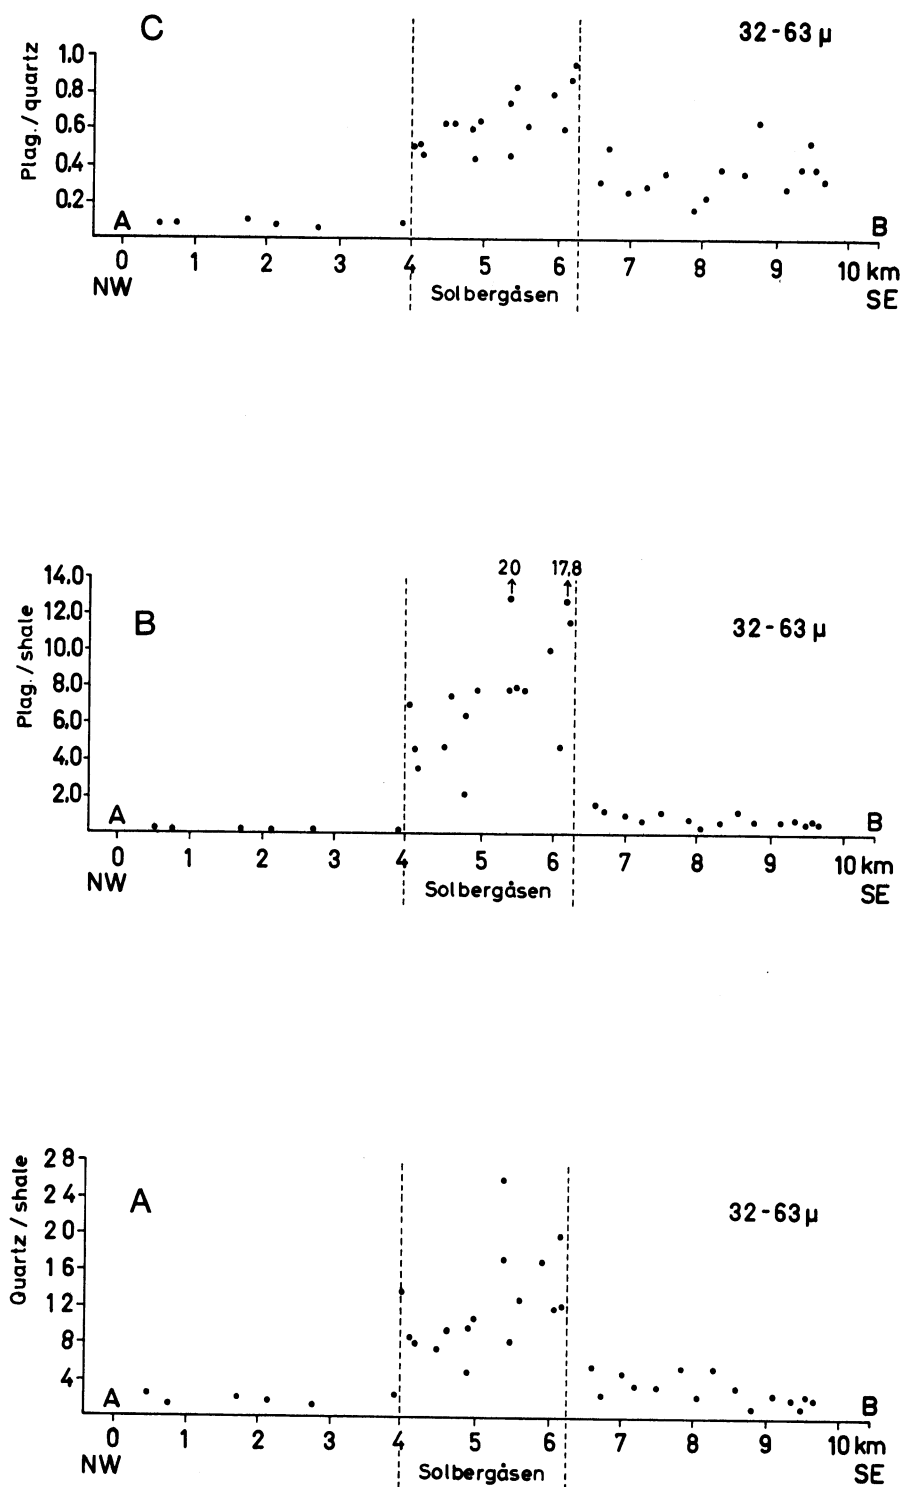 C
32-63 μ
Plag./quartz
1.0
0.8
0.6
0.4
0.2
A
B
0 1 2 3 4 5 6 7 8 9 10 km
NW
Solbergåsen
SE
20
17,8
14.0
12.0
10.0
8.0
6.0
4.0
2.0
Plag./shale
B
32-63 μ
A
B
0 1 2 3 4 5 6 7 8 9 10 km
NW
Solbergåsen
SE
28
24
20
16
12
8
4
Quartz/shale
A
32-63 μ
A
B
0 1 2 3 4 5 6 7 8 9 10 km
NW
Solbergåsen
SE